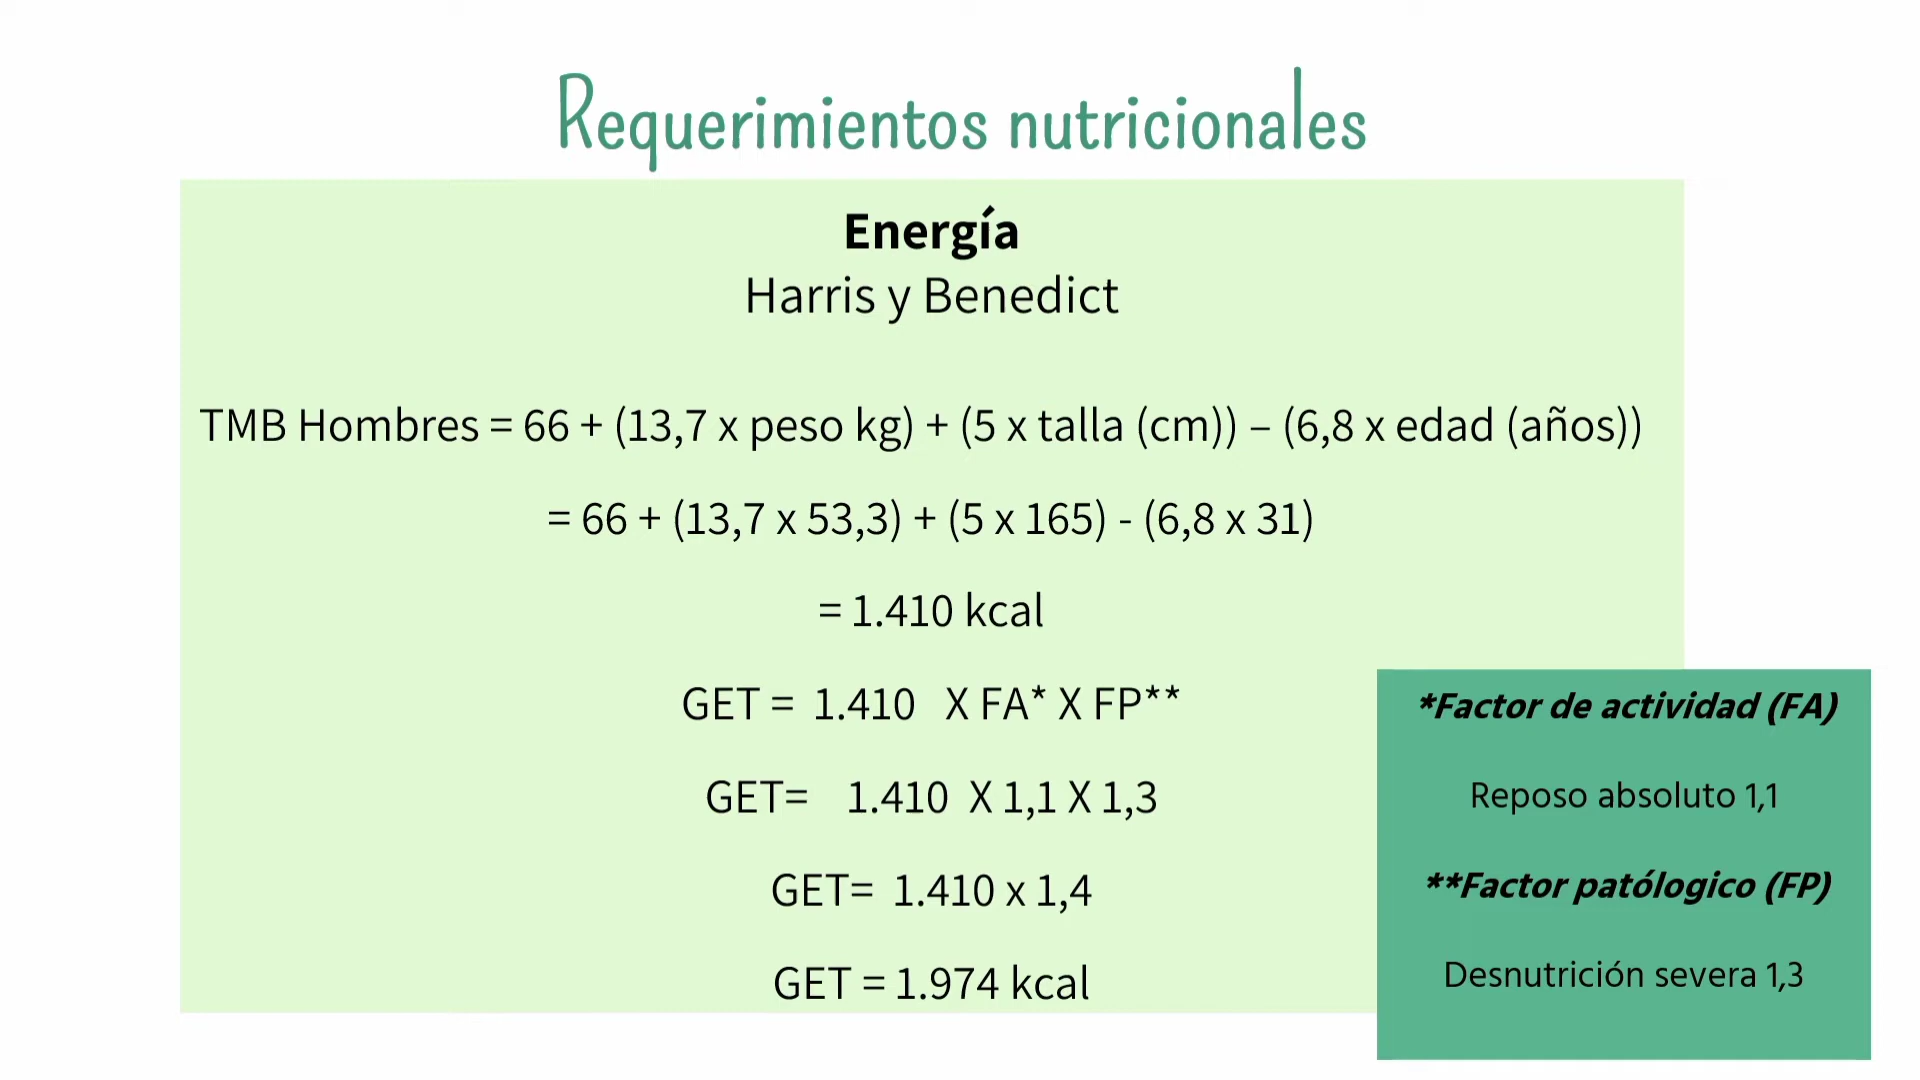 Requerimientos nutricionales
Energía
Harris y Benedict
TMB Hombres = 66 + (13,7 x peso kg) + (5 x talla (cm)) – (6,8 x edad (años))
= 66 + (13,7 x 53,3) + (5 x 165) - (6,8 x 31)
= 1.410 kcal
GET = 1.410 X FA* X FP**
GET= 1.410 X 1,1 X 1,3
GET= 1.410 x 1,4
GET = 1.974 kcal
*Factor de actividad (FA)
Reposo absoluto 1,1
**Factor patólogico (FP)
Desnutrición severa 1,3